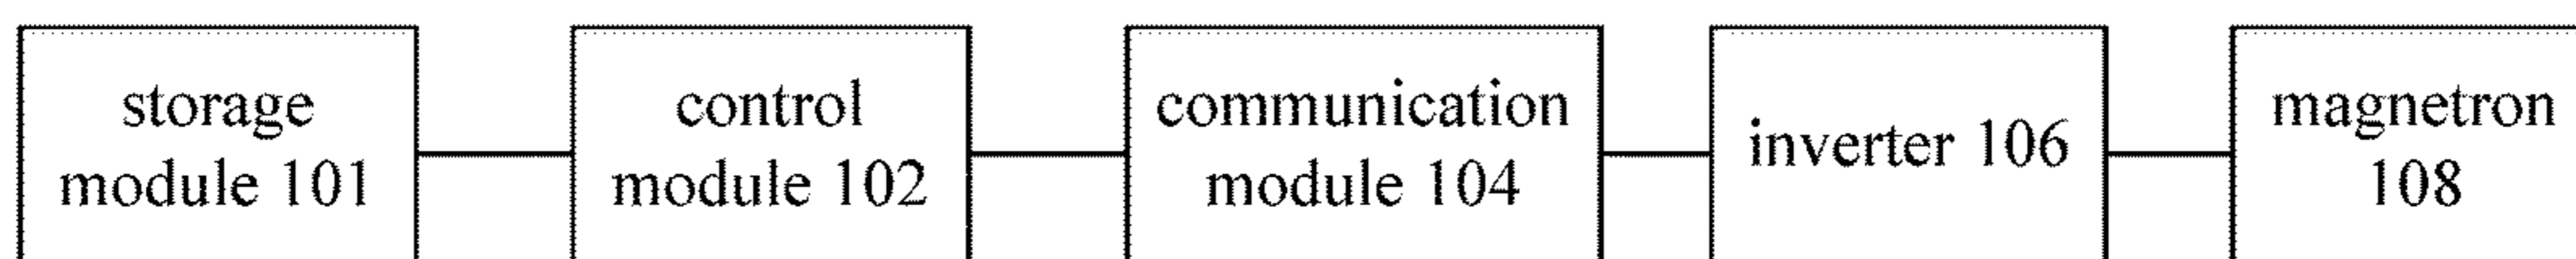 storage
module 101
control
module 102
communication
module 104
inverter 106
magnetron
108